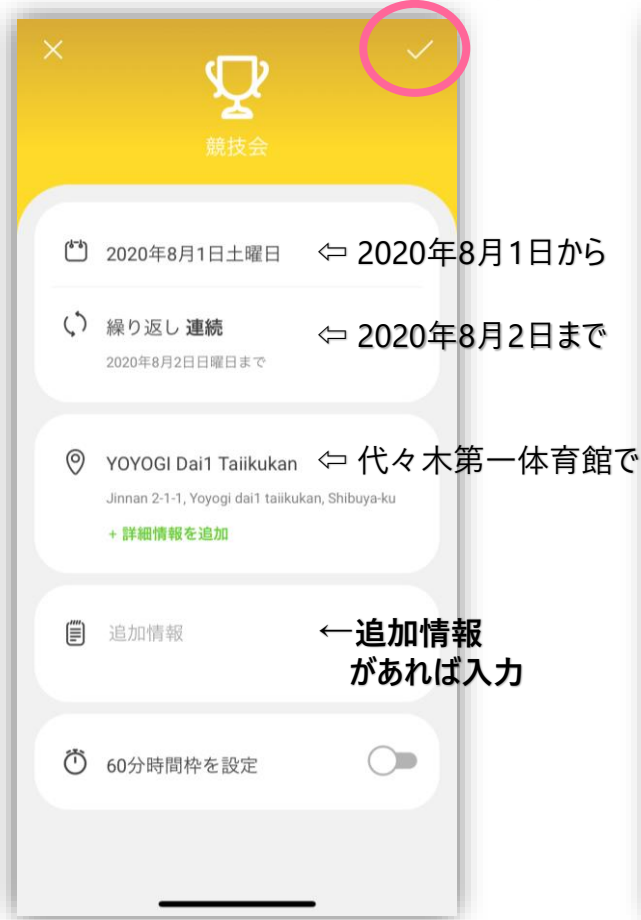 競技会
2020年8月1日土曜日 ⇦ 2020年8月1日から
繰り返し 連続 ⇦ 2020年8月2日まで
2020年8月2日日曜日まで
YOYOGI Dai1 Taiikukan ⇦ 代々木第一体育館で
Jinnan 2-1-1, Yoyogi dai1 taiikukan, Shibuya-ku
+ 詳細情報を追加
追加情報 ←追加情報
があれば入力
60分時間枠を設定